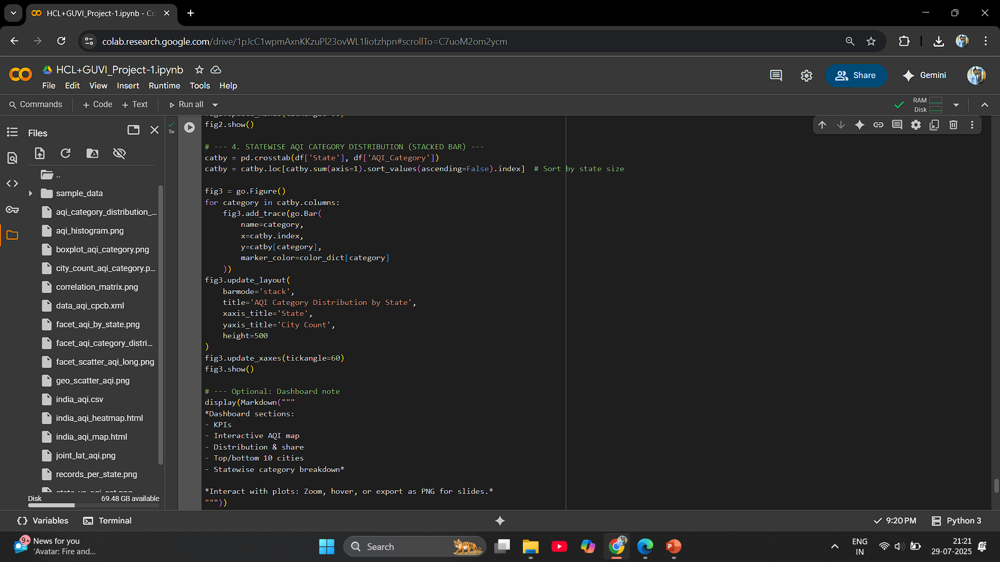 HCL+GUVI_Project-1.ipynb - Co
colab.research.google.com/drive/1pJcC1wpmAxnKKzuPl23ovWL1liotzhpn#scrollTo=C7uoM2om2ycm
HCL+GUVI_Project-1.ipynb
File Edit View Insert Runtime Tools Help
Share
Gemini
Commands
+ Code + Text
Run all
RAM
Disk
Files
..
sample_data
aqi_category_distribution_...
aqi_histogram.png
boxplot_aqi_category.png
city_count_aqi_category.p...
correlation_matrix.png
data_aqi_cpcb.xml
facet_aqi_by_state.png
facet_aqi_category_distri...
facet_scatter_aqi_long.png
geo_scatter_aqi.png
india_aqi.csv
india_aqi_heatmap.html
india_aqi_map.html
joint_lat_aqi.png
records_per_state.png
Disk 69.48 GB available
5s
fig2.show()
# --- 4. STATEWISE AQI CATEGORY DISTRIBUTION (STACKED BAR) ---
catby = pd.crosstab(df['State'], df['AQI_Category'])
catby = catby.loc[catby.sum(axis=1).sort_values(ascending=False).index]  # Sort by state size
fig3 = go.Figure()
for category in catby.columns:
    fig3.add_trace(go.Bar(
        name=category,
        x=catby.index,
        y=catby[category],
        marker_color=color_dict[category]
    ))
fig3.update_layout(
    barmode='stack',
    title='AQI Category Distribution by State',
    xaxis_title='State',
    yaxis_title='City Count',
    height=500
)
fig3.update_xaxes(tickangle=60)
fig3.show()
# --- Optional: Dashboard note
display(Markdown("""
*Dashboard sections:
- KPIs
- Interactive AQI map
- Distribution & share
- Top/bottom 10 cities
- Statewise category breakdown*
*Interact with plots: Zoom, hover, or export as PNG for slides.*
"""))
Variables
Terminal
9:20 PM
Python 3
9+
News for you
'Avatar: Fire and...
Search
ENG
IN
21:21
29-07-2025